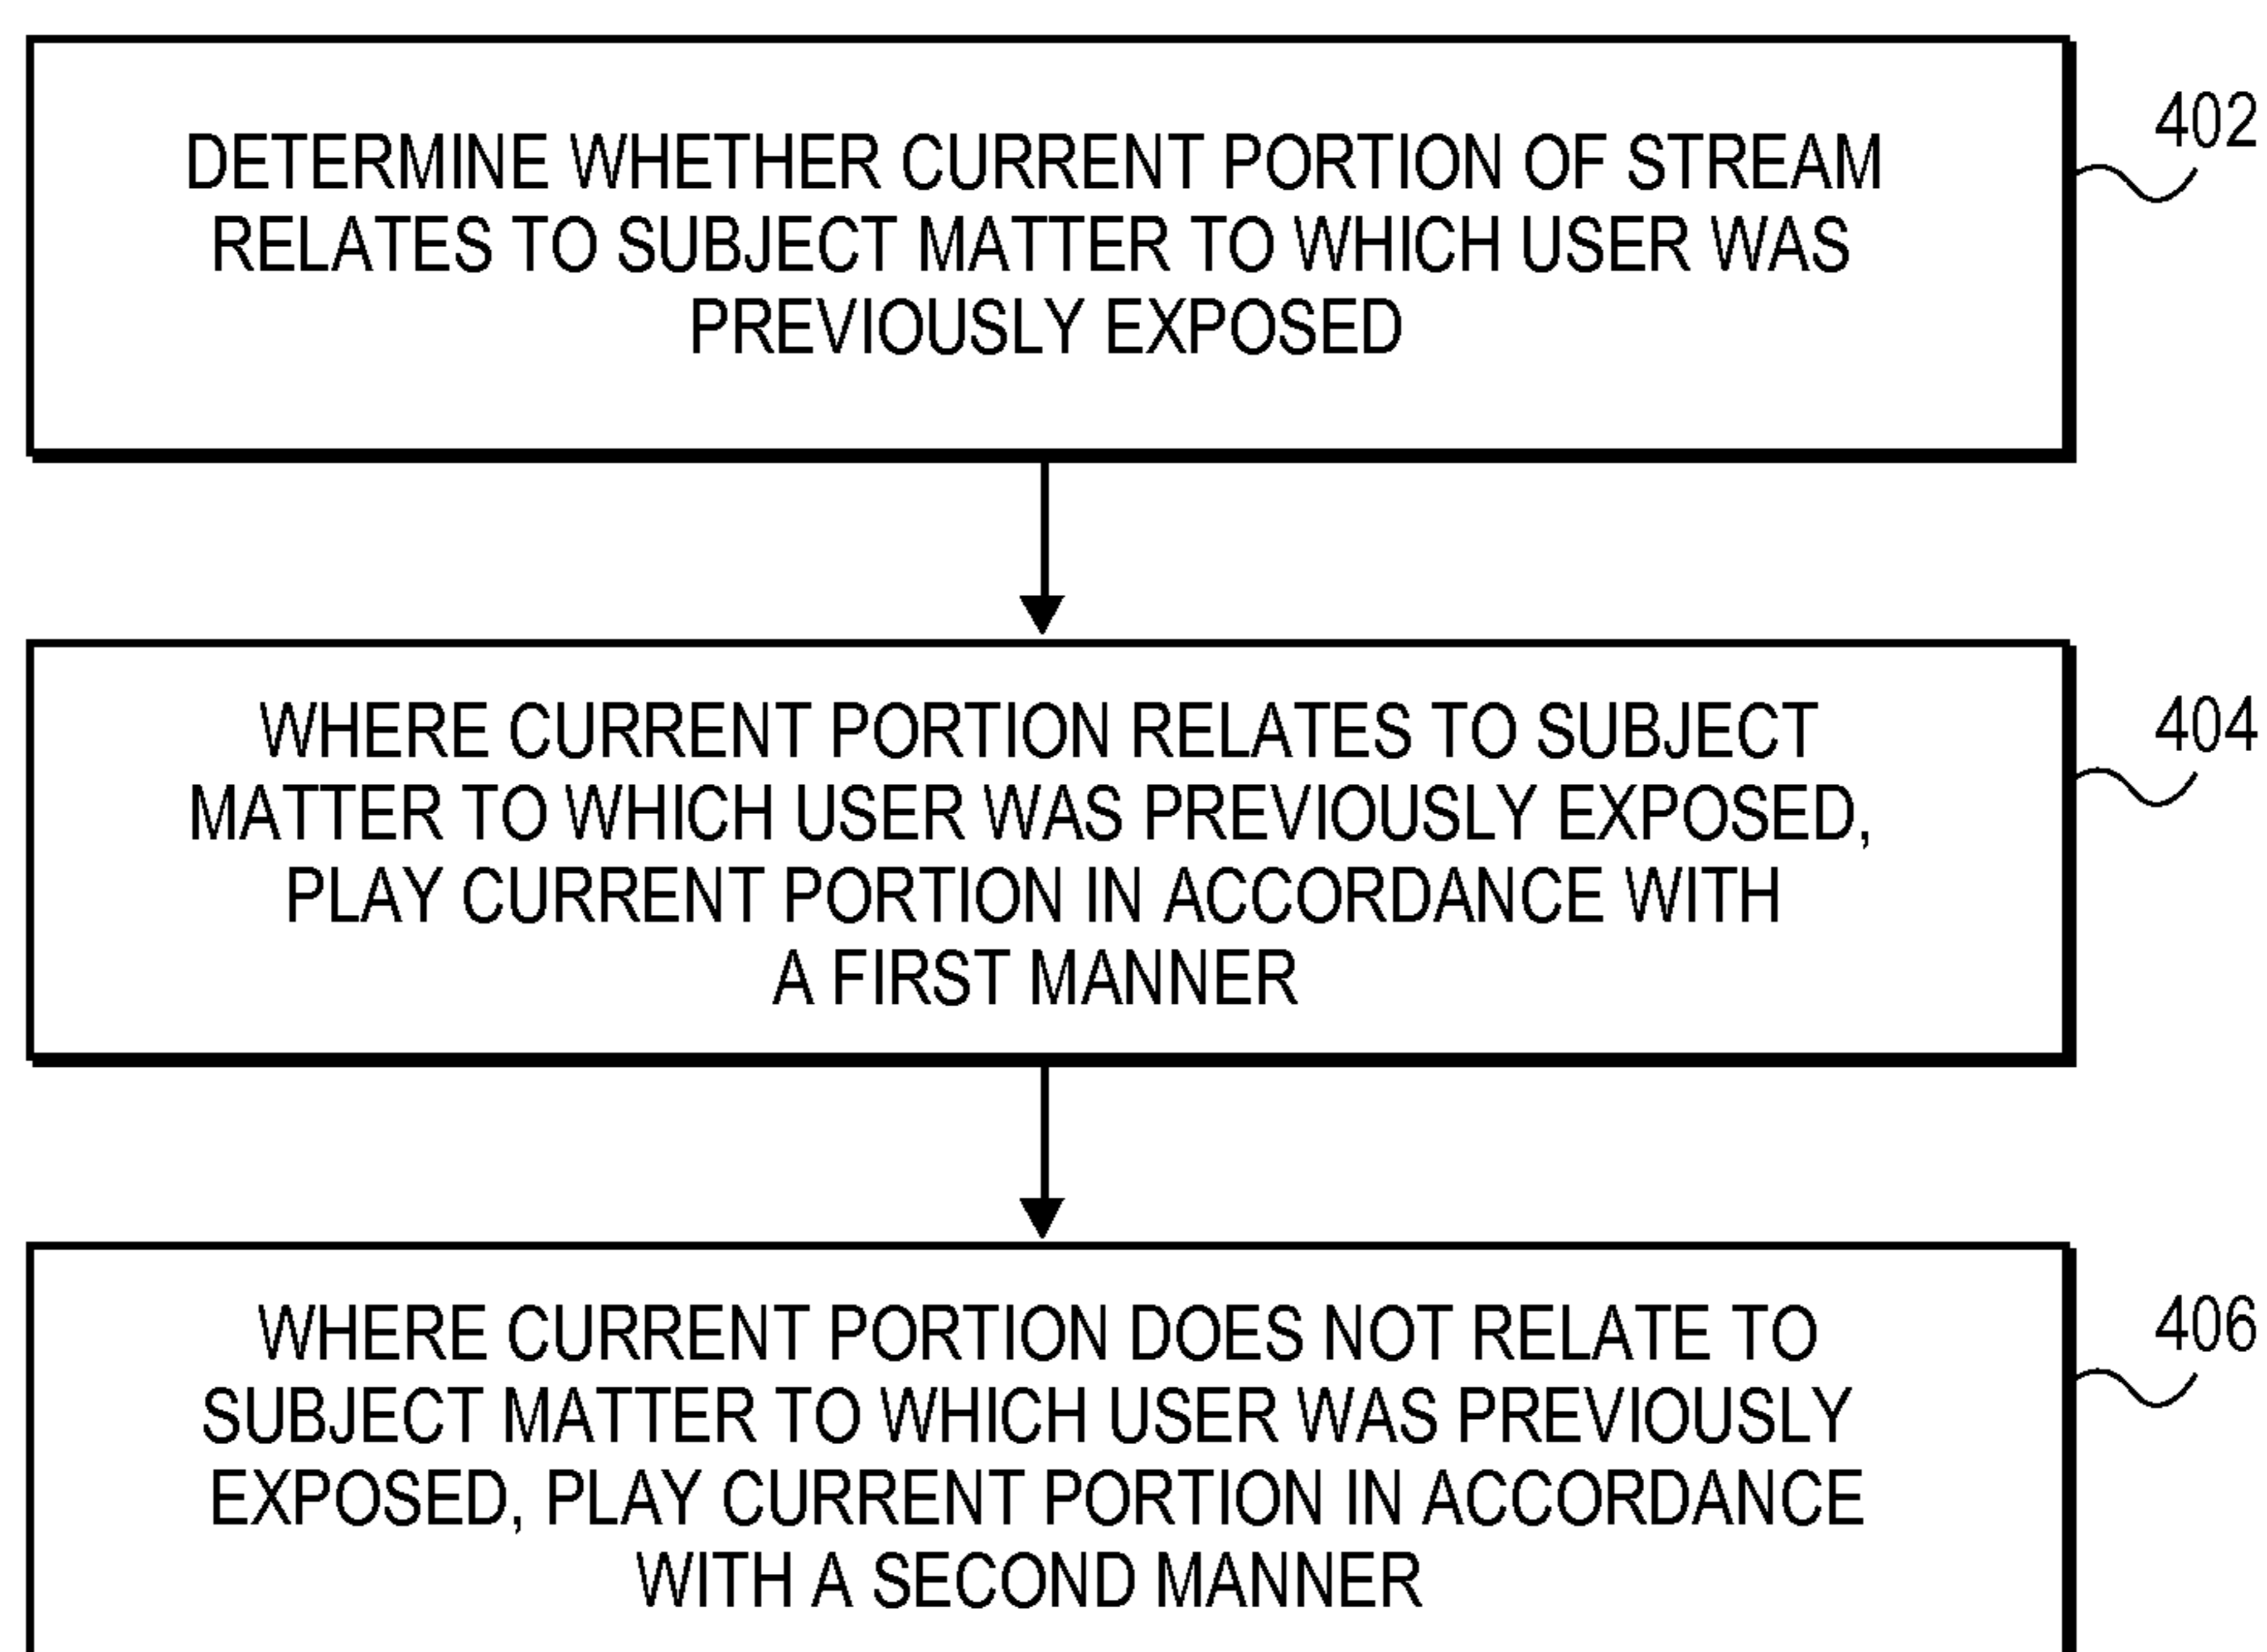 DETERMINE WHETHER CURRENT PORTION OF STREAM
RELATES TO SUBJECT MATTER TO WHICH USER WAS
PREVIOUSLY EXPOSED
402
WHERE CURRENT PORTION RELATES TO SUBJECT
MATTER TO WHICH USER WAS PREVIOUSLY EXPOSED,
PLAY CURRENT PORTION IN ACCORDANCE WITH
A FIRST MANNER
404
WHERE CURRENT PORTION DOES NOT RELATE TO
SUBJECT MATTER TO WHICH USER WAS PREVIOUSLY
EXPOSED, PLAY CURRENT PORTION IN ACCORDANCE
WITH A SECOND MANNER
406